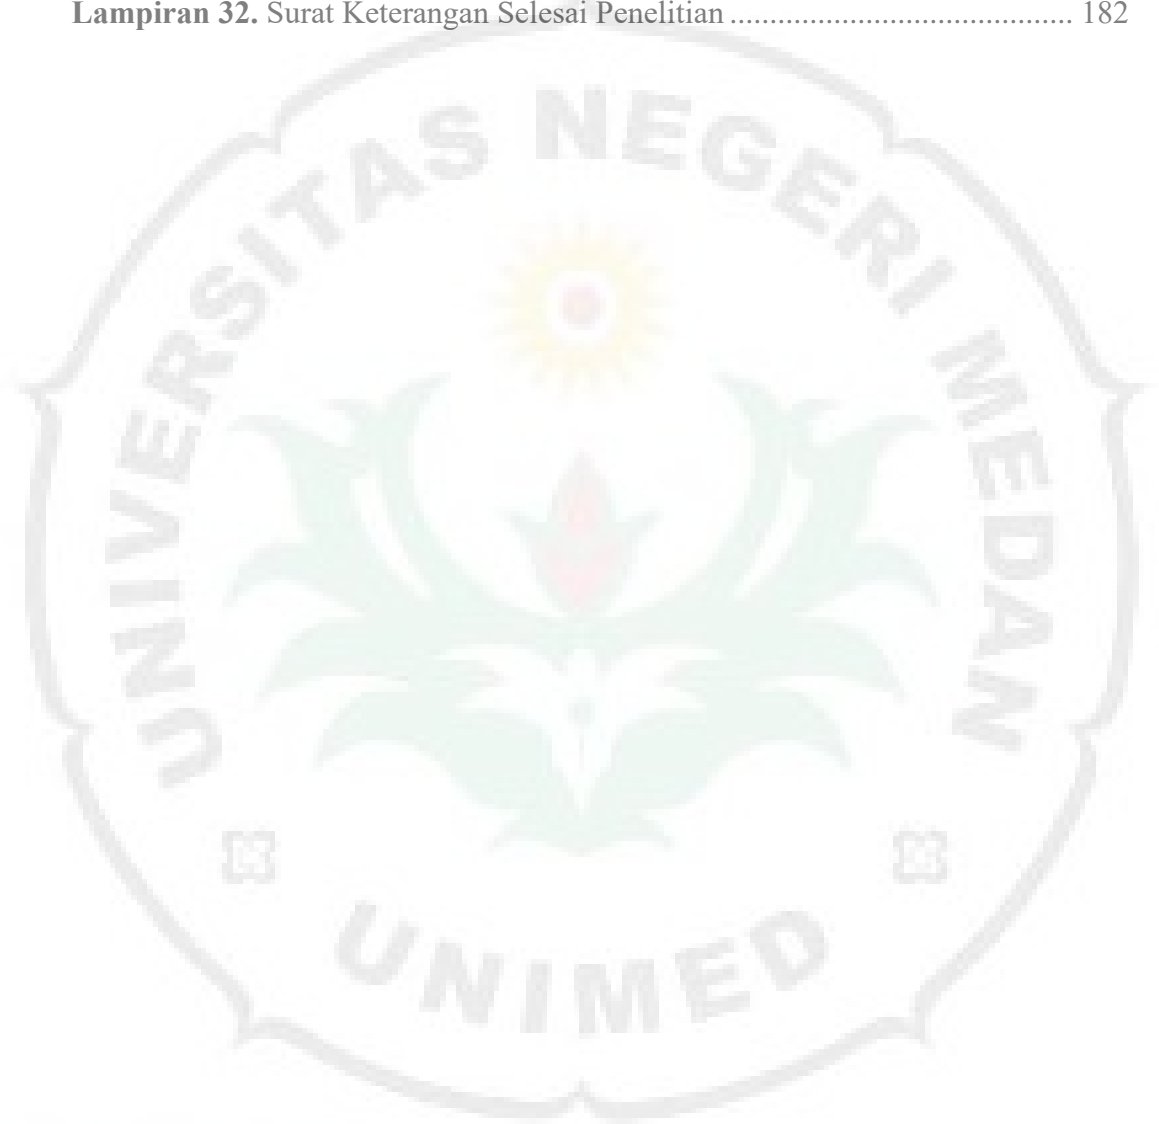 Lampiran 32. Surat Keterangan Selesai Penelitian ............................................ 182
UNIVERSITAS NEGERI MEDAN
UNIMED